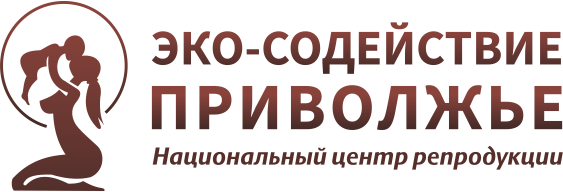 ЭКО-СОДЕЙСТВИЕ
ПРИВОЛЖЬЕ
Национальный центр репродукции